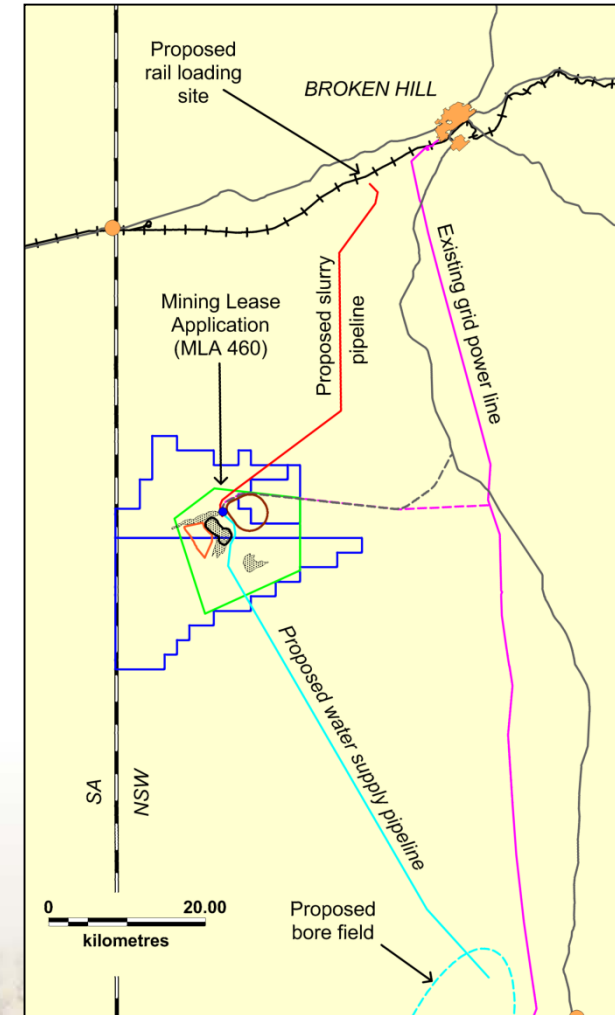 Proposed
rail loading
site
BROKEN HILL
Existing grid power line
Proposed slurry
pipeline
Mining Lease
Application
(MLA 460)
Proposed water supply pipeline
SA
NSW
0 20.00
kilometres
Proposed
bore field